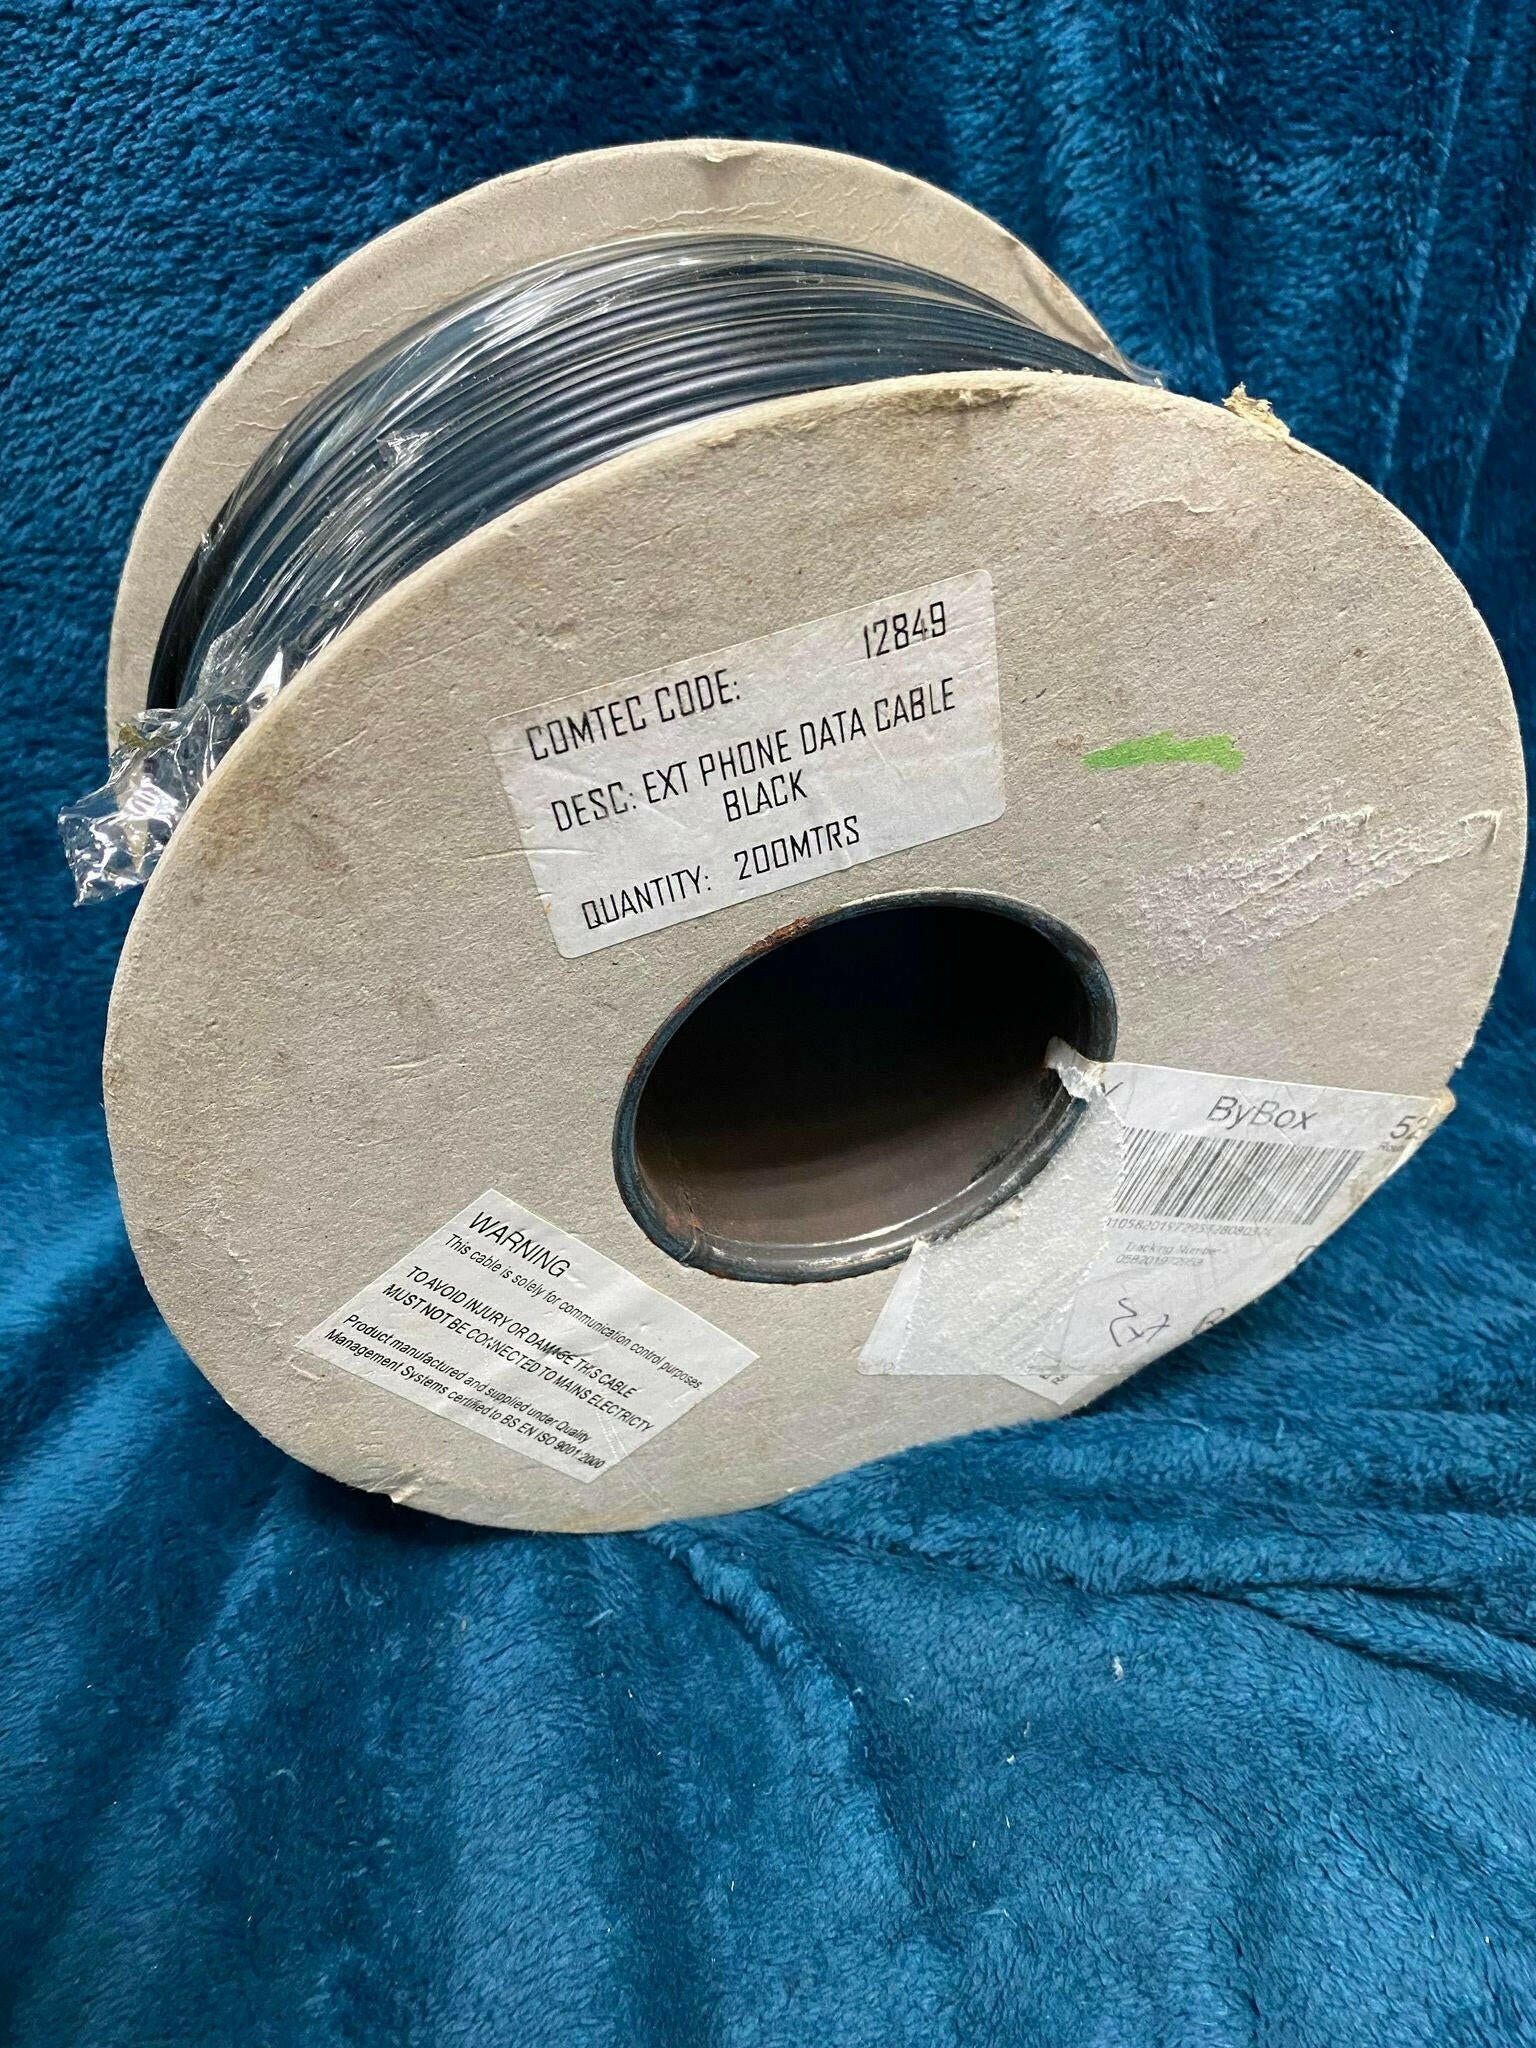 COMTEC CODE: 12849
DESC: EXT PHONE DATA CABLE
BLACK
QUANTITY: 200MTRS
WARNING
This cable is solely for communication control purposes.
TO AVOID INJURY OR DAMAGE THIS CABLE
MUST NOT BE CONNECTED TO MAINS ELECTRICTY
Product manufactured and supplied under Quality
Management Systems certified to BS EN ISO 9001:2000
ByBox
Tracking Number